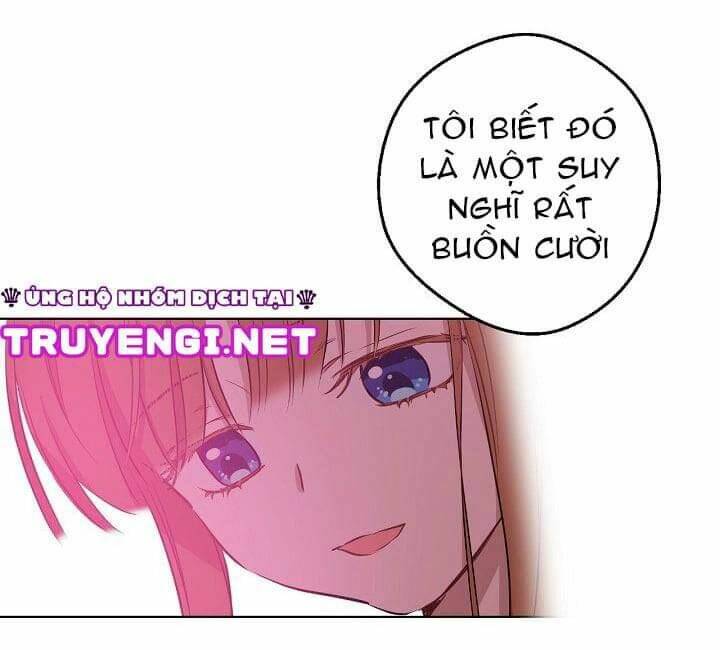 TÔI BIẾT ĐÓ
LÀ MỘT SUY
NGHĨ RẤT
BUỒN CƯỜI
ỦNG HỘ NHÓM DỊCH TẠI
TRUYENGI.NET